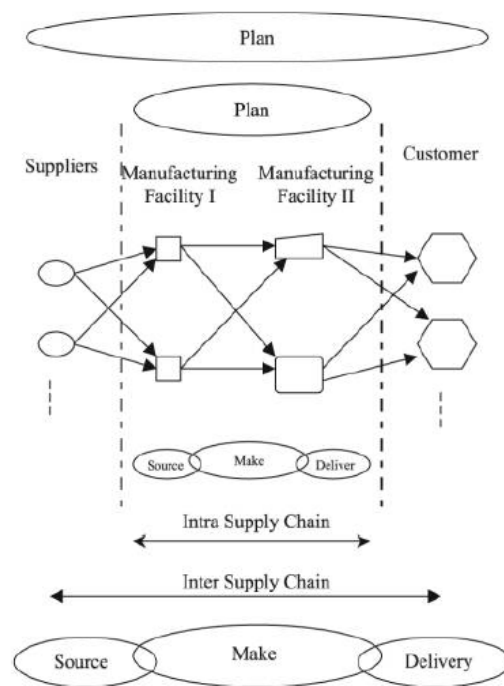 Plan
Plan
Suppliers
Manufacturing
Facility I
Manufacturing
Facility II
Customer
Source
Make
Deliver
Intra Supply Chain
Inter Supply Chain
Source
Make
Delivery